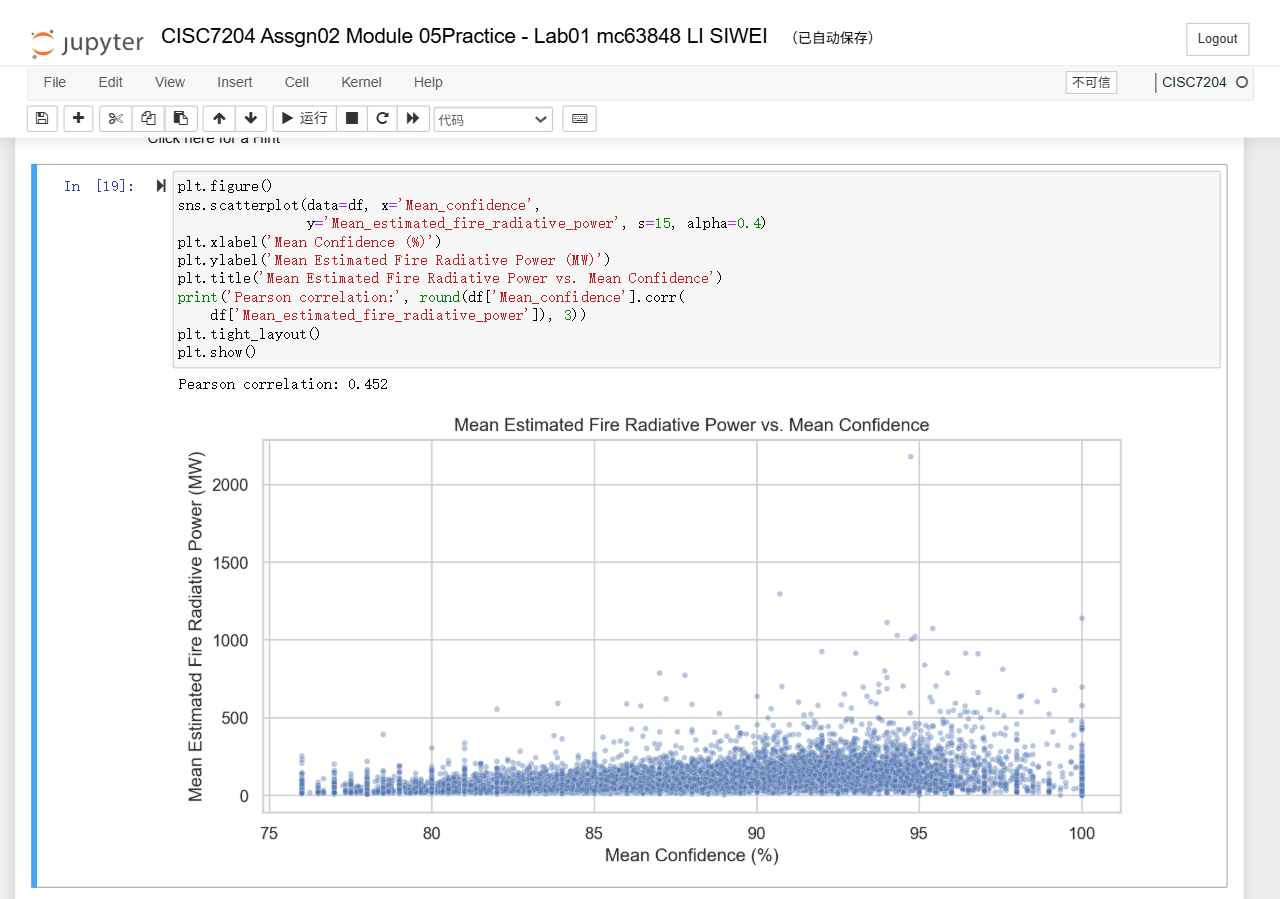 jupyter CISC7204 Assgn02 Module 05Practice - Lab01 mc63848 LI SIWEI (已自动保存) Logout
File Edit View Insert Cell Kernel Help 不可信 CISC7204
运行 代码
Click here for a Hint
In [19]:
plt.figure()
sns.scatterplot(data=df, x='Mean_confidence',
                y='Mean_estimated_fire_radiative_power', s=15, alpha=0.4)
plt.xlabel('Mean Confidence (%)')
plt.ylabel('Mean Estimated Fire Radiative Power (MW)')
plt.title('Mean Estimated Fire Radiative Power vs. Mean Confidence')
print('Pearson correlation:', round(df['Mean_confidence'].corr(
    df['Mean_estimated_fire_radiative_power']), 3))
plt.tight_layout()
plt.show()
Pearson correlation: 0.452
Mean Estimated Fire Radiative Power vs. Mean Confidence
Mean Estimated Fire Radiative Power (MW)
2000
1500
1000
500
0
75 80 85 90 95 100
Mean Confidence (%)